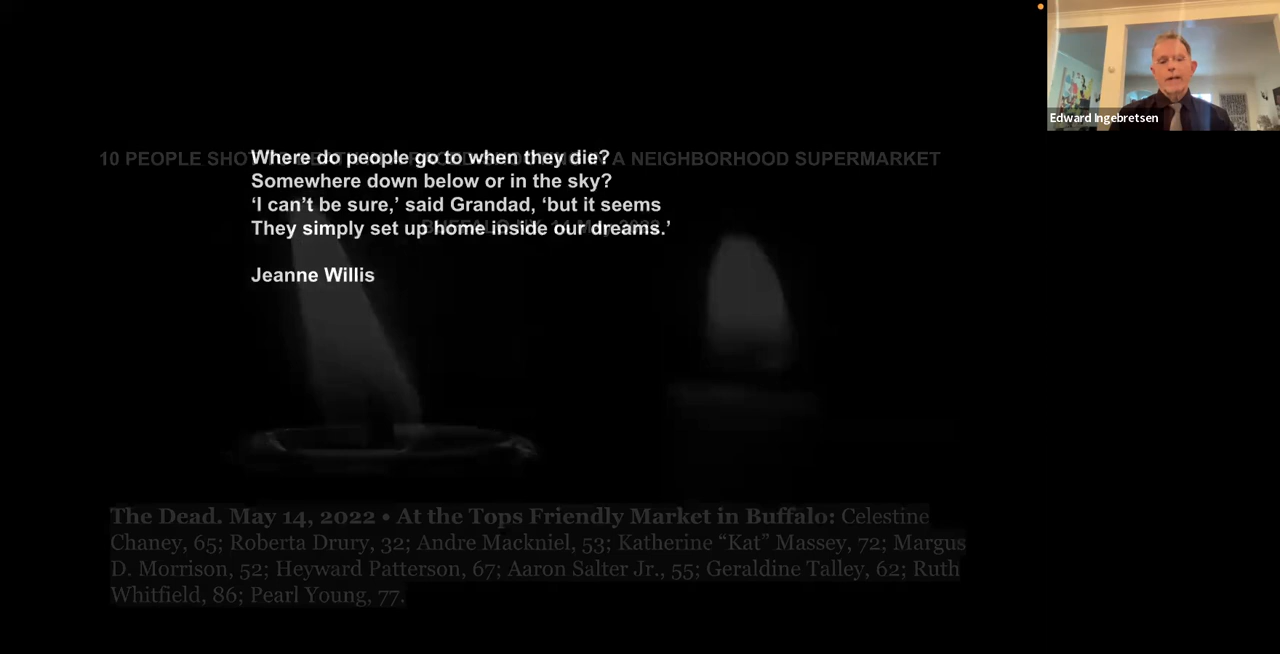 Edward Ingebretsen
10 PEOPLE SHOT A NEIGHBORHOOD SUPERMARKET
Where do people go to when they die?
Somewhere down below or in the sky?
‘I can’t be sure,’ said Grandad, ‘but it seems
They simply set up home inside our dreams.’
Jeanne Willis
The Dead. May 14, 2022 • At the Tops Friendly Market in Buffalo: Celestine
Chaney, 65; Roberta Drury, 32; Andre Mackniel, 53; Katherine “Kat” Massey, 72; Margus
D. Morrison, 52; Heyward Patterson, 67; Aaron Salter Jr., 55; Geraldine Talley, 62; Ruth
Whitfield, 86; Pearl Young, 77.